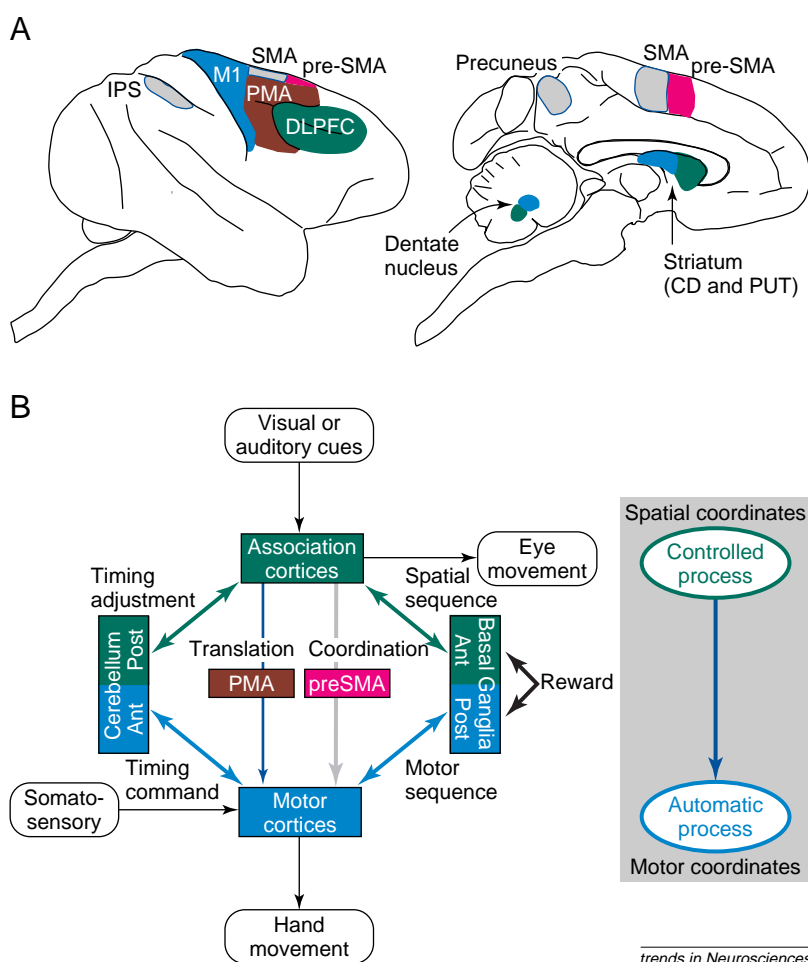 A
SMA
pre-SMA
M1
IPS
PMA
DLPFC
Precuneus
SMA
pre-SMA
Dentate
nucleus
Striatum
(CD and PUT)
B
Visual or
auditory cues
Association
cortices
Eye
movement
Timing
adjustment
Spatial
sequence
Translation
Coordination
PMA
preSMA
Cerebellum
Post
Ant
Basal Ganglia
Ant
Post
Reward
Timing
command
Motor
sequence
Somato-
sensory
Motor
cortices
Hand
movement
Spatial coordinates
Controlled
process
Automatic
process
Motor coordinates
trends in Neurosciences